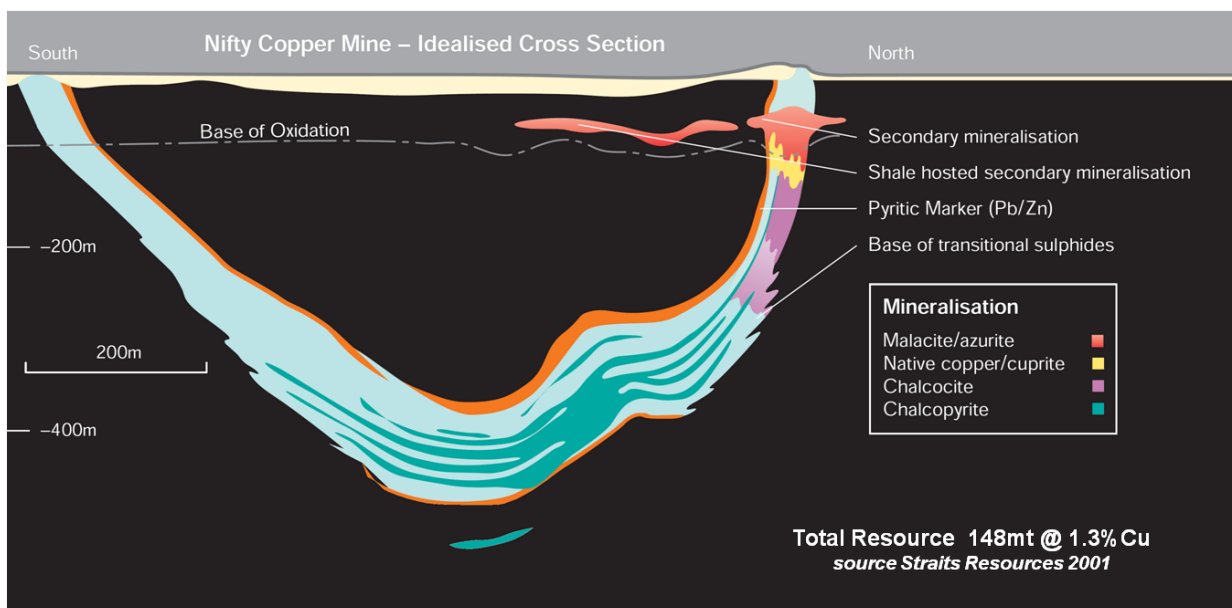 Nifty Copper Mine – Idealised Cross Section
South
North
Base of Oxidation
Secondary mineralisation
Shale hosted secondary mineralisation
Pyritic Marker (Pb/Zn)
–200m
Base of transitional sulphides
Mineralisation
Malacite/azurite
Native copper/cuprite
Chalcocite
Chalcopyrite
200m
–400m
Total Resource 148mt @ 1.3% Cu
source Straits Resources 2001